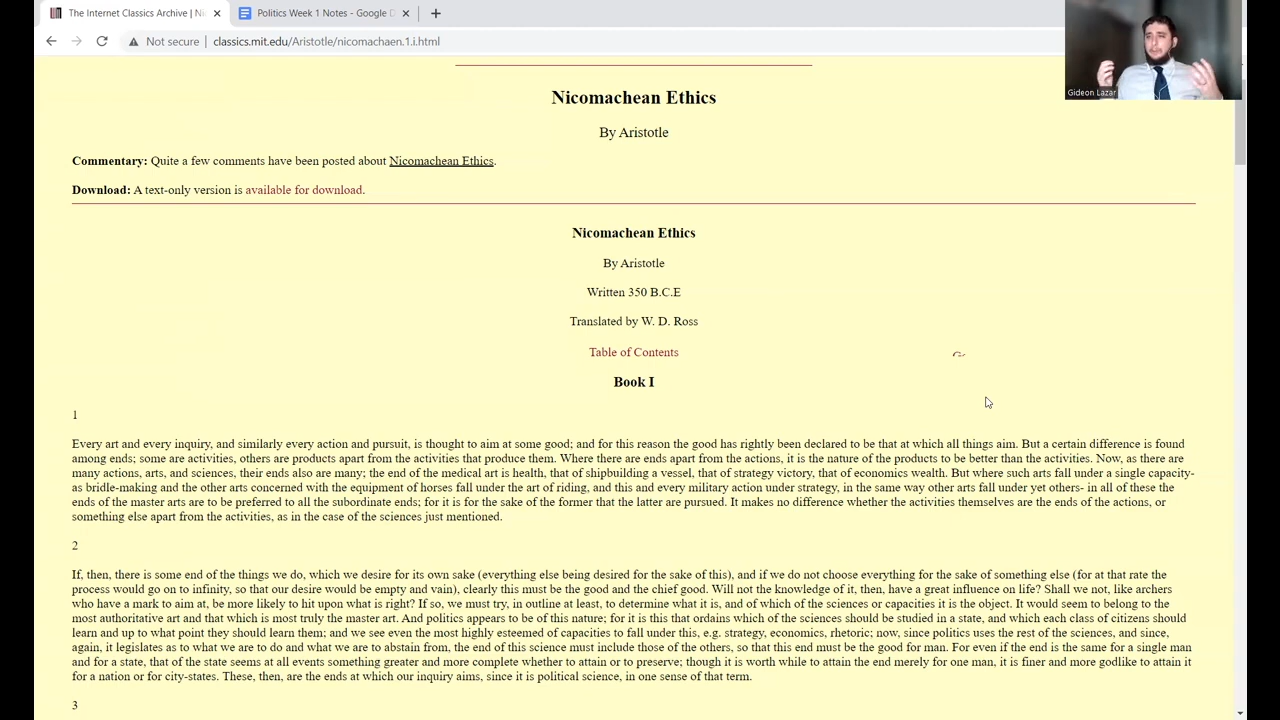 The Internet Classics Archive | Ni
Politics Week 1 Notes - Google D
Not secure
classics.mit.edu/Aristotle/nicomachaen.1.i.html
Gideon Lazar
Nicomachean Ethics
By Aristotle
Commentary: Quite a few comments have been posted about Nicomachean Ethics.
Download: A text-only version is available for download.
Nicomachean Ethics
By Aristotle
Written 350 B.C.E
Translated by W. D. Ross
Table of Contents
Book I
1
Every art and every inquiry, and similarly every action and pursuit, is thought to aim at some good; and for this reason the good has rightly been declared to be that at which all things aim. But a certain difference is found
among ends; some are activities, others are products apart from the activities that produce them. Where there are ends apart from the actions, it is the nature of the products to be better than the activities. Now, as there are
many actions, arts, and sciences, their ends also are many; the end of the medical art is health, that of shipbuilding a vessel, that of strategy victory, that of economics wealth. But where such arts fall under a single capacity-
as bridle-making and the other arts concerned with the equipment of horses fall under the art of riding, and this and every military action under strategy, in the same way other arts fall under yet others- in all of these the
ends of the master arts are to be preferred to all the subordinate ends; for it is for the sake of the former that the latter are pursued. It makes no difference whether the activities themselves are the ends of the actions, or
something else apart from the activities, as in the case of the sciences just mentioned.
2
If, then, there is some end of the things we do, which we desire for its own sake (everything else being desired for the sake of this), and if we do not choose everything for the sake of something else (for at that rate the
process would go on to infinity, so that our desire would be empty and vain), clearly this must be the good and the chief good. Will not the knowledge of it, then, have a great influence on life? Shall we not, like archers
who have a mark to aim at, be more likely to hit upon what is right? If so, we must try, in outline at least, to determine what it is, and of which of the sciences or capacities it is the object. It would seem to belong to the
most authoritative art and that which is most truly the master art. And politics appears to be of this nature; for it is this that ordains which of the sciences should be studied in a state, and which each class of citizens should
learn and up to what point they should learn them; and we see even the most highly esteemed of capacities to fall under this, e.g. strategy, economics, rhetoric; now, since politics uses the rest of the sciences, and since,
again, it legislates as to what we are to do and what we are to abstain from, the end of this science must include those of the others, so that this end must be the good for man. For even if the end is the same for a single man
and for a state, that of the state seems at all events something greater and more complete whether to attain or to preserve; though it is worth while to attain the end merely for one man, it is finer and more godlike to attain it
for a nation or for city-states. These, then, are the ends at which our inquiry aims, since it is political science, in one sense of that term.
3